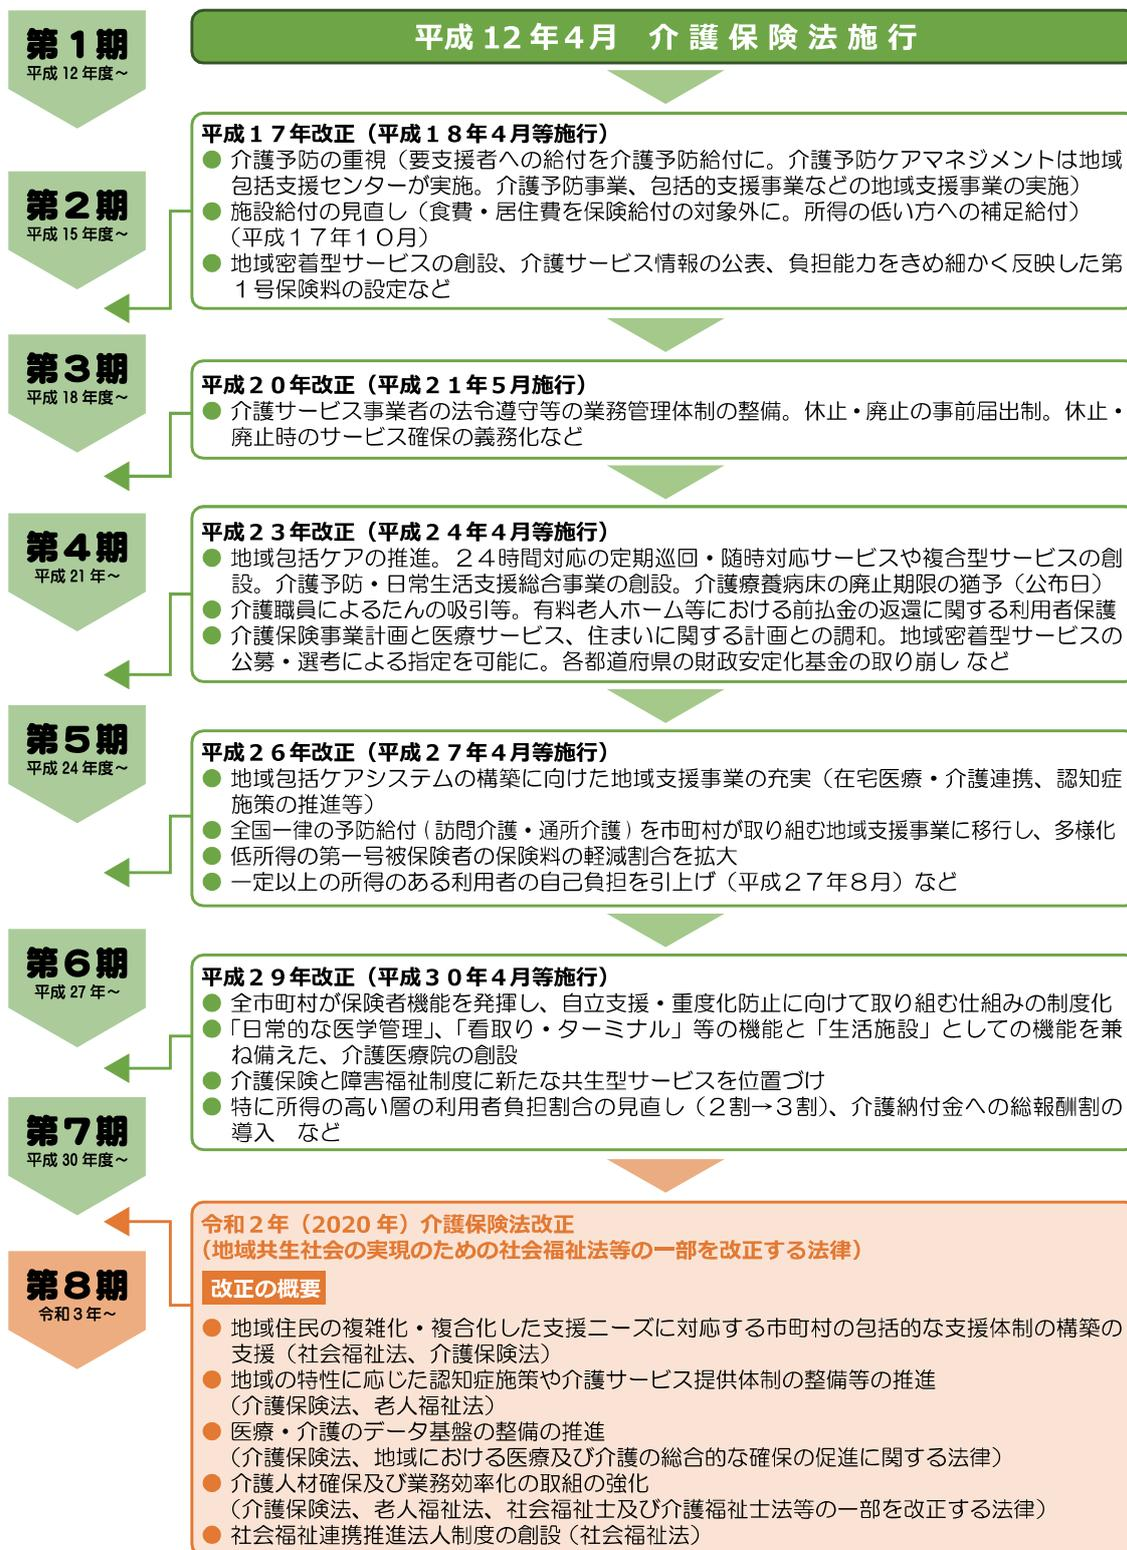 第1期
平成12年度～
平成12年4月　介護保険法施行
平成１７年改正（平成１８年４月等施行）
● 介護予防の重視（要支援者への給付を介護予防給付に。介護予防ケアマネジメントは地域
包括支援センターが実施。介護予防事業、包括的支援事業などの地域支援事業の実施）
● 施設給付の見直し（食費・居住費を保険給付の対象外に。所得の低い方への補足給付）
（平成１７年１０月）
● 地域密着型サービスの創設、介護サービス情報の公表、負担能力をきめ細かく反映した第
１号保険料の設定など
第2期
平成15年度～
第3期
平成18年度～
平成２０年改正（平成２１年５月施行）
● 介護サービス事業者の法令遵守等の業務管理体制の整備。休止・廃止の事前届出制。休止・
廃止時のサービス確保の義務化など
第4期
平成21年～
平成２３年改正（平成２４年４月等施行）
● 地域包括ケアの推進。２４時間対応の定期巡回・随時対応サービスや複合型サービスの創
設。介護予防・日常生活支援総合事業の創設。介護療養病床の廃止期限の猶予（公布日）
● 介護職員によるたんの吸引等。有料老人ホーム等における前払金の返還に関する利用者保護
● 介護保険事業計画と医療サービス、住まいに関する計画との調和。地域密着型サービスの
公募・選考による指定を可能に。各都道府県の財政安定化基金の取り崩し など
第5期
平成24年度～
平成２６年改正（平成２７年４月等施行）
● 地域包括ケアシステムの構築に向けた地域支援事業の充実（在宅医療・介護連携、認知症
施策の推進等）
● 全国一律の予防給付（訪問介護・通所介護）を市町村が取り組む地域支援事業に移行し、多様化
● 低所得の第一号被保険者の保険料の軽減割合を拡大
● 一定以上の所得のある利用者の自己負担を引上げ（平成２７年８月）など
第6期
平成27年～
平成２９年改正（平成３０年４月等施行）
● 全市町村が保険者機能を発揮し、自立支援・重度化防止に向けて取り組む仕組みの制度化
●「日常的な医学管理」、「看取り・ターミナル」等の機能と「生活施設」としての機能を兼
ね備えた、介護医療院の創設
● 介護保険と障害福祉制度に新たな共生型サービスを位置づけ
● 特に所得の高い層の利用者負担割合の見直し（２割→３割）、介護納付金への総報酬割の
導入　など
第7期
平成30年度～
第8期
令和3年～
令和２年（2020年）介護保険法改正
（地域共生社会の実現のための社会福祉法等の一部を改正する法律）
改正の概要
● 地域住民の複雑化・複合化した支援ニーズに対応する市町村の包括的な支援体制の構築の
支援（社会福祉法、介護保険法）
● 地域の特性に応じた認知症施策や介護サービス提供体制の整備等の推進
（介護保険法、老人福祉法）
● 医療・介護のデータ基盤の整備の推進
（介護保険法、地域における医療及び介護の総合的な確保の促進に関する法律）
● 介護人材確保及び業務効率化の取組の強化
（介護保険法、老人福祉法、社会福祉士及び介護福祉士法等の一部を改正する法律）
● 社会福祉連携推進法人制度の創設（社会福祉法）